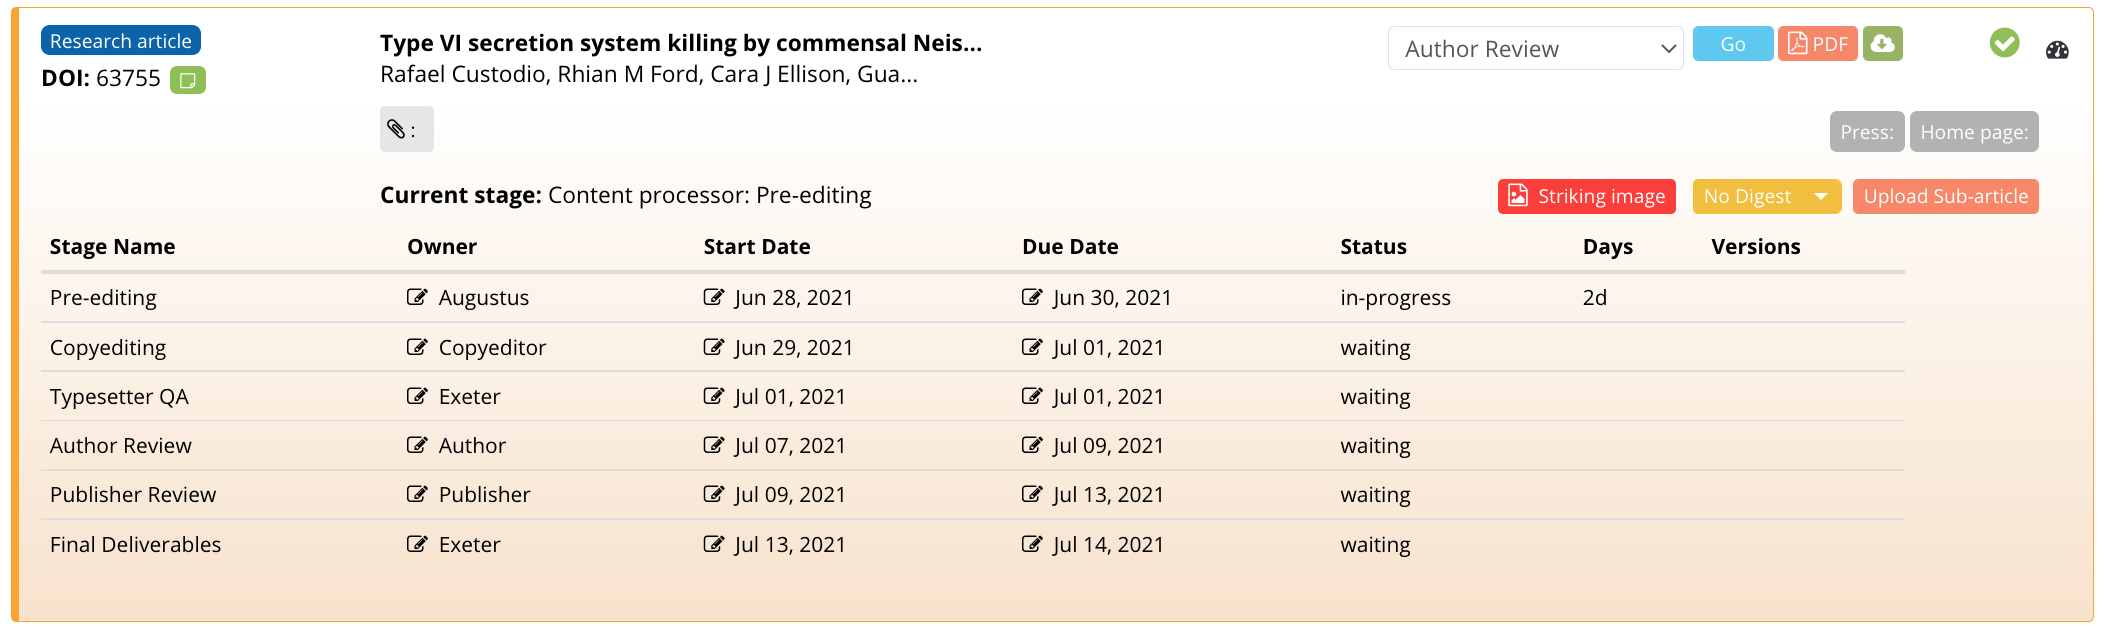 Research article
DOI: 63755
Type VI secretion system killing by commensal Neis...
Rafael Custodio, Rhian M Ford, Cara J Ellison, Gua...
Author Review
Go
PDF
:
Press:
Home page:
Current stage: Content processor: Pre-editing
Striking image
No Digest
Upload Sub-article
Stage Name Owner Start Date Due Date Status Days Versions
Pre-editing Augustus Jun 28, 2021 Jun 30, 2021 in-progress 2d
Copyediting Copyeditor Jun 29, 2021 Jul 01, 2021 waiting
Typesetter QA Exeter Jul 01, 2021 Jul 01, 2021 waiting
Author Review Author Jul 07, 2021 Jul 09, 2021 waiting
Publisher Review Publisher Jul 09, 2021 Jul 13, 2021 waiting
Final Deliverables Exeter Jul 13, 2021 Jul 14, 2021 waiting